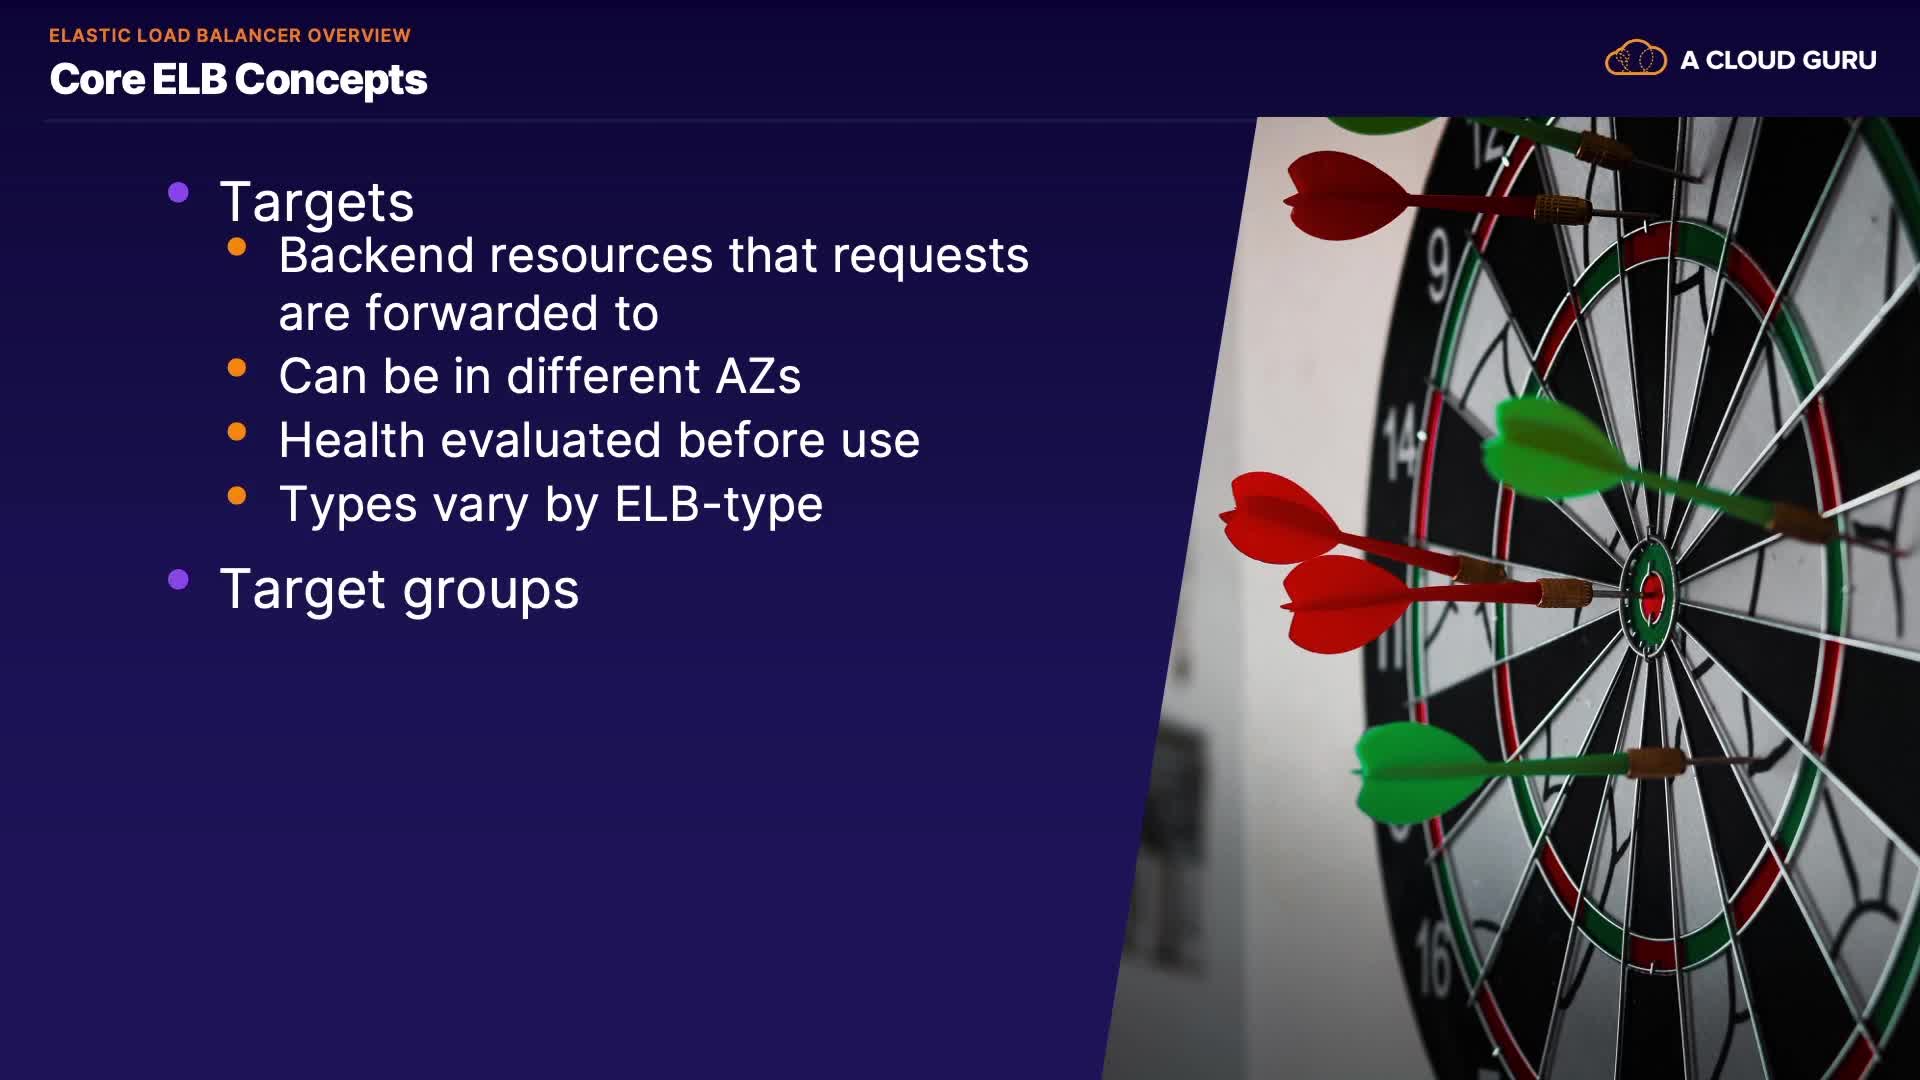 ELASTIC LOAD BALANCER OVERVIEW
Core ELB Concepts
A CLOUD GURU
Targets
Backend resources that requests
are forwarded to
Can be in different AZs
Health evaluated before use
Types vary by ELB-type
Target groups
12
9
14
11
16